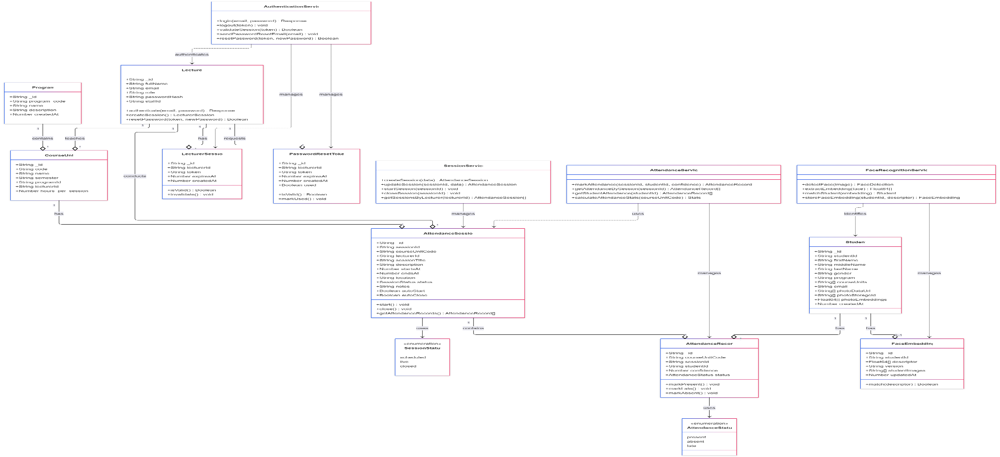 AuthenticationServic
+login(email, password) : Response
+logout(token) : void
+validateSession(token) : Boolean
+sendPasswordResetEmail(email) : void
+resetPassword(token, newPassword) : Boolean
authenticates
manages
manages
Lecture
+String _id
+String fullName
+String email
+String role
+String passwordHash
+String staffId
+authenticate(email, password) : Response
+createSession() : LecturerSession
+resetPassword(token, newPassword) : Boolean
Program
+String _id
+String program_code
+String name
+String description
+Number createdAt
1
contains
*
1
teaches
*
1
conducts
*
1
has
1
requests
*
CourseUni
+String _id
+String code
+String name
+String semester
+String programId
+String lecturerId
+Number hours_per_session
1
has
LecturerSessio
+String _id
+String lecturerId
+String token
+Number expiresAt
+Number createdAt
+isValid() : Boolean
+invalidate() : void
PasswordResetToke
+String _id
+String lecturerId
+String token
+Number expiresAt
+Number createdAt
+Boolean used
+isValid() : Boolean
+markUsed() : void
SessionServic
+createSession(data) : AttendanceSession
+updateSession(sessionId, data) : AttendanceSession
+startSession(sessionId) : void
+closeSession(sessionId) : void
+getSessionsByLecturer(lecturerId) : AttendanceSession[]
manages
AttendanceServic
+markAttendance(sessionId, studentId, confidence) : AttendanceRecord
+getAttendanceBySession(sessionId) : AttendanceRecord[]
+getStudentAttendance(studentId) : AttendanceRecord[]
+calculateAttendanceStats(courseUnitCode) : Stats
uses
manages
FaceRecognitionServic
+detectFace(image) : FaceDetection
+extractEmbedding(face) : Float64[]
+matchStudent(embedding) : Student
+storeFaceEmbedding(studentId, descriptor) : FaceEmbedding
identifies
manages
AttendanceSessio
+String _id
+String sessionId
+String courseUnitCode
+String lecturerId
+String sessionTitle
+String description
+Number startsAt
+Number endsAt
+String location
+SessionStatus status
+String notes
+Boolean autoStart
+Boolean autoClose
+start() : void
+close() : void
+getAttendanceRecords() : AttendanceRecord[]
uses
1
contains
Studen
+String _id
+String studentId
+String firstName
+String middleName
+String lastName
+String gender
+String program
+String[] courseUnits
+String email
+String[] photoDataUrl
+String[] photoStorageId
+Float64[] photoEmbeddings
+Number createdAt
1
has
1
has
0..1
«enumeration»
SessionStatu
scheduled
live
closed
AttendanceRecor
+String _id
+String courseUnitCode
+String sessionId
+String studentId
+Number confidence
+AttendanceStatus status
+markPresent() : void
+markLate() : void
+markAbsent() : void
uses
FaceEmbedding
+String _id
+String studentId
+Float64[] descriptor
+String version
+String[] studentImages
+Number updatedAt
+match(descriptor) : Boolean
«enumeration»
AttendanceStatu
present
absent
late